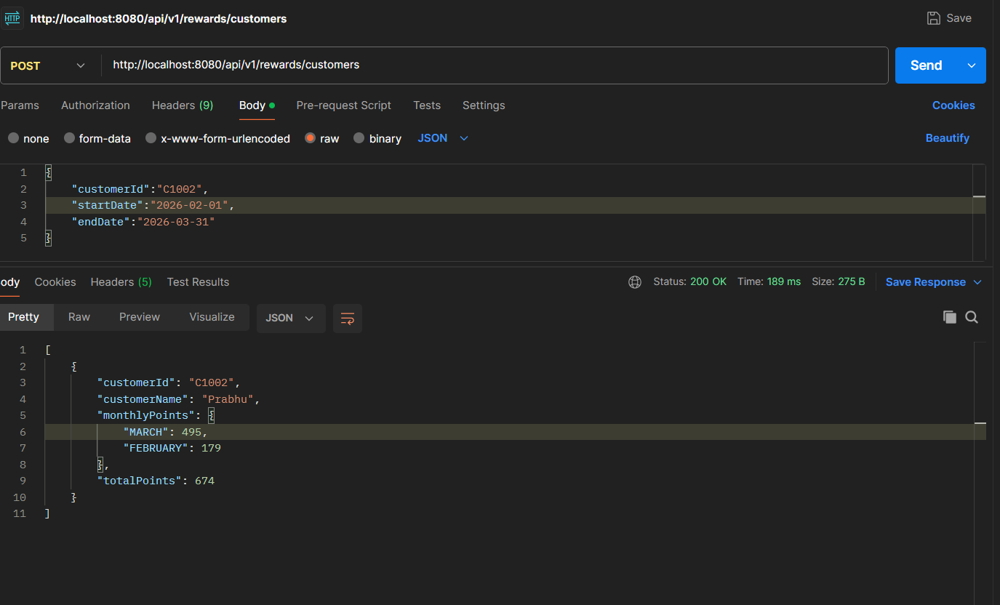 HTTP http://localhost:8080/api/v1/rewards/customers Save
POST http://localhost:8080/api/v1/rewards/customers Send
Params Authorization Headers (9) Body Pre-request Script Tests Settings Cookies
none form-data x-www-form-urlencoded raw binary JSON Beautify
1 {
2 "customerId":"C1002",
3 "startDate":"2026-02-01",
4 "endDate":"2026-03-31"
5 }
ody Cookies Headers (5) Test Results Status: 200 OK Time: 189 ms Size: 275 B Save Response
Pretty Raw Preview Visualize JSON
1 [
2 {
3 "customerId": "C1002",
4 "customerName": "Prabhu",
5 "monthlyPoints": {
6 "MARCH": 495,
7 "FEBRUARY": 179
8 },
9 "totalPoints": 674
10 }
11 ]